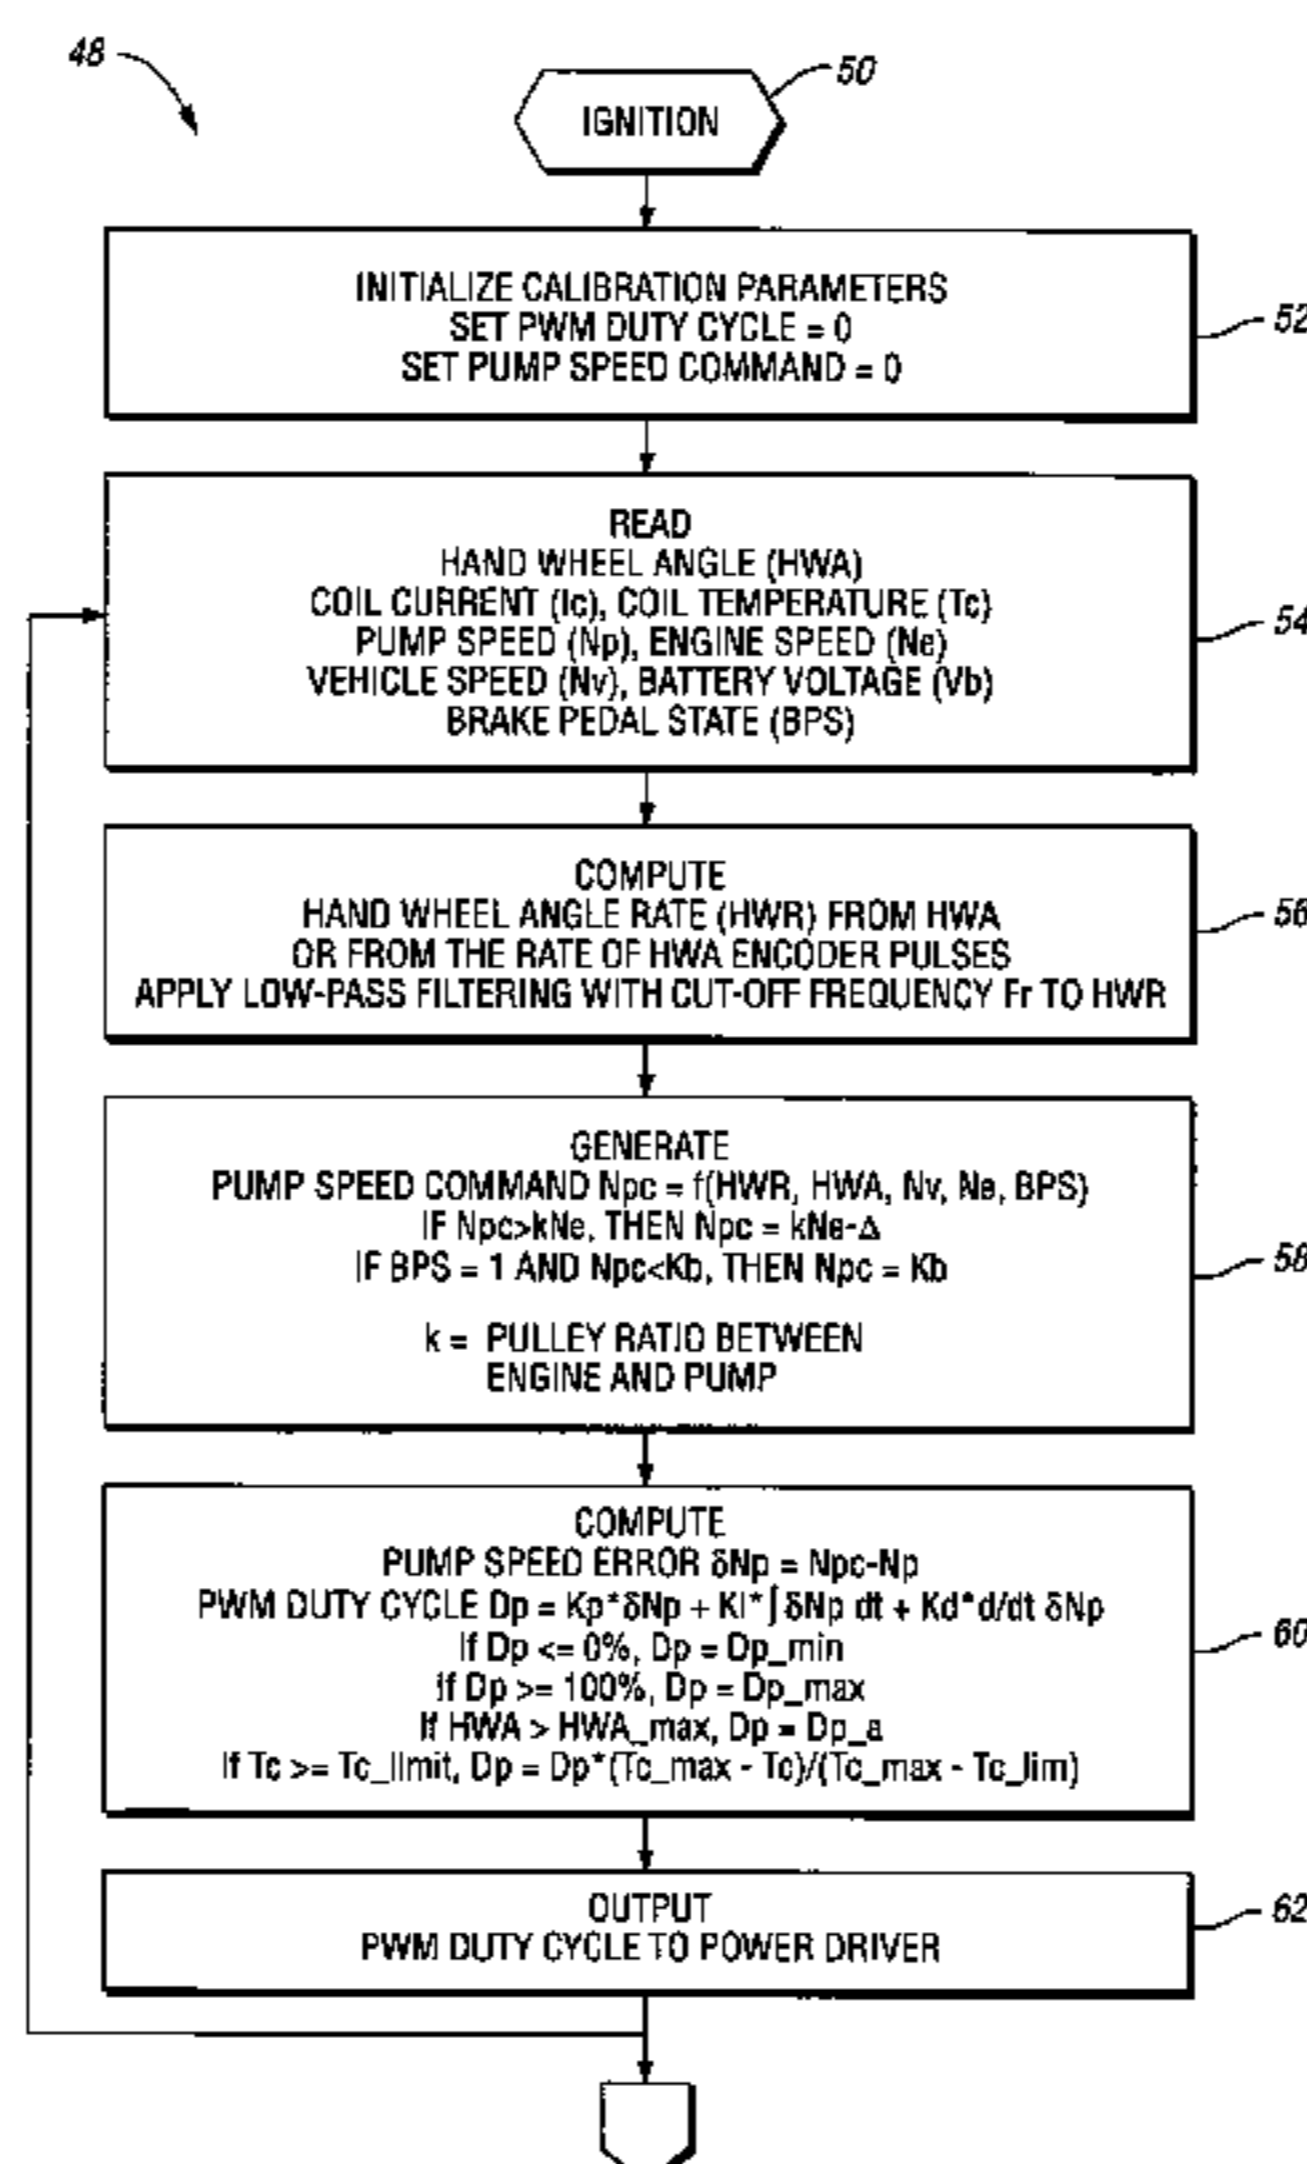 48
50
IGNITION
INITIALIZE CALIBRATION PARAMETERS
SET PWM DUTY CYCLE = 0
SET PUMP SPEED COMMAND = 0
52
READ
HAND WHEEL ANGLE (HWA)
COIL CURRENT (Ic), COIL TEMPERATURE (Tc)
PUMP SPEED (Np), ENGINE SPEED (Ne)
VEHICLE SPEED (Nv), BATTERY VOLTAGE (Vb)
BRAKE PEDAL STATE (BPS)
54
COMPUTE
HAND WHEEL ANGLE RATE (HWR) FROM HWA
OR FROM THE RATE OF HWA ENCODER PULSES
APPLY LOW-PASS FILTERING WITH CUT-OFF FREQUENCY Fr TO HWR
56
GENERATE
PUMP SPEED COMMAND Npc = f(HWR, HWA, Nv, Ne, BPS)
IF Npc>kNe, THEN Npc = kNe-Δ
IF BPS = 1 AND Npc<Kb, THEN Npc = Kb
k = PULLEY RATIO BETWEEN
ENGINE AND PUMP
58
COMPUTE
PUMP SPEED ERROR δNp = Npc-Np
PWM DUTY CYCLE Dp = Kp*δNp + KI*∫δNp dt + Kd*d/dt δNp
If Dp <= 0%, Dp = Dp_min
If Dp >= 100%, Dp = Dp_max
If HWA > HWA_max, Dp = Dp_a
If Tc >= Tc_limit, Dp = Dp*(Tc_max - Tc)/(Tc_max - Tc_lim)
60
OUTPUT
PWM DUTY CYCLE TO POWER DRIVER
62